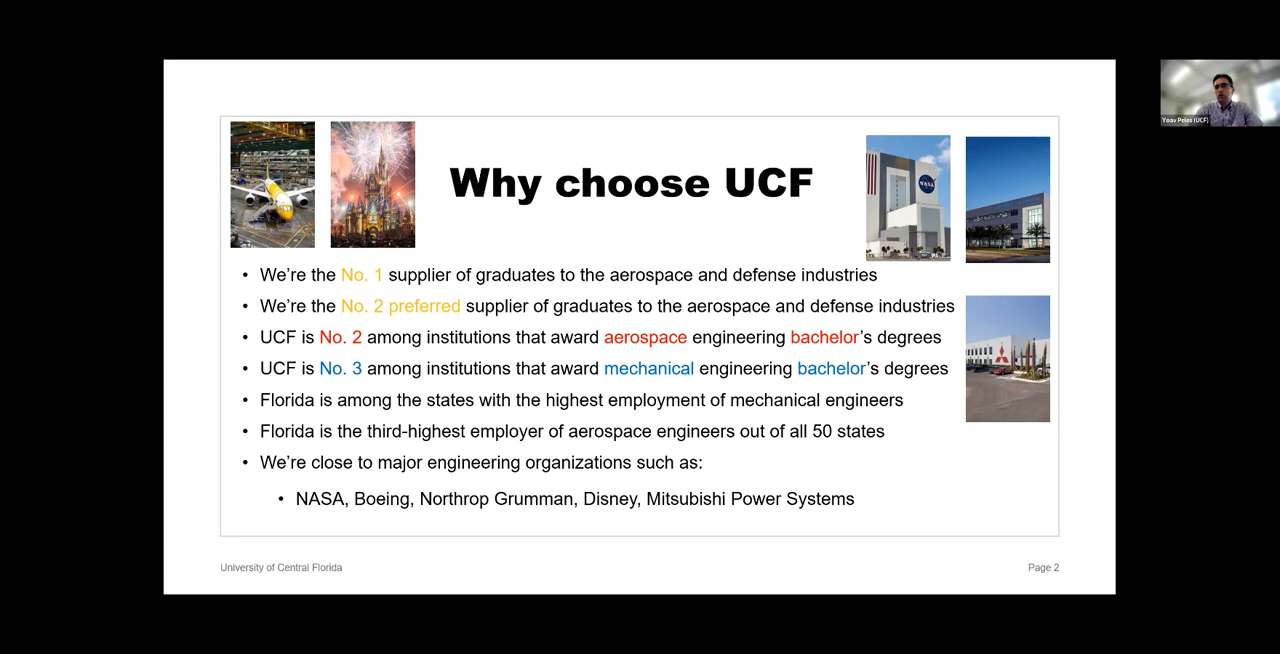 Why choose UCF
NASA
• We're the No. 1 supplier of graduates to the aerospace and defense industries
• We're the No. 2 preferred supplier of graduates to the aerospace and defense industries
• UCF is No. 2 among institutions that award aerospace engineering bachelor's degrees
• UCF is No. 3 among institutions that award mechanical engineering bachelor's degrees
• Florida is among the states with the highest employment of mechanical engineers
• Florida is the third-highest employer of aerospace engineers out of all 50 states
• We're close to major engineering organizations such as:
• NASA, Boeing, Northrop Grumman, Disney, Mitsubishi Power Systems
University of Central Florida
Page 2
Yoav Peles (UCF)